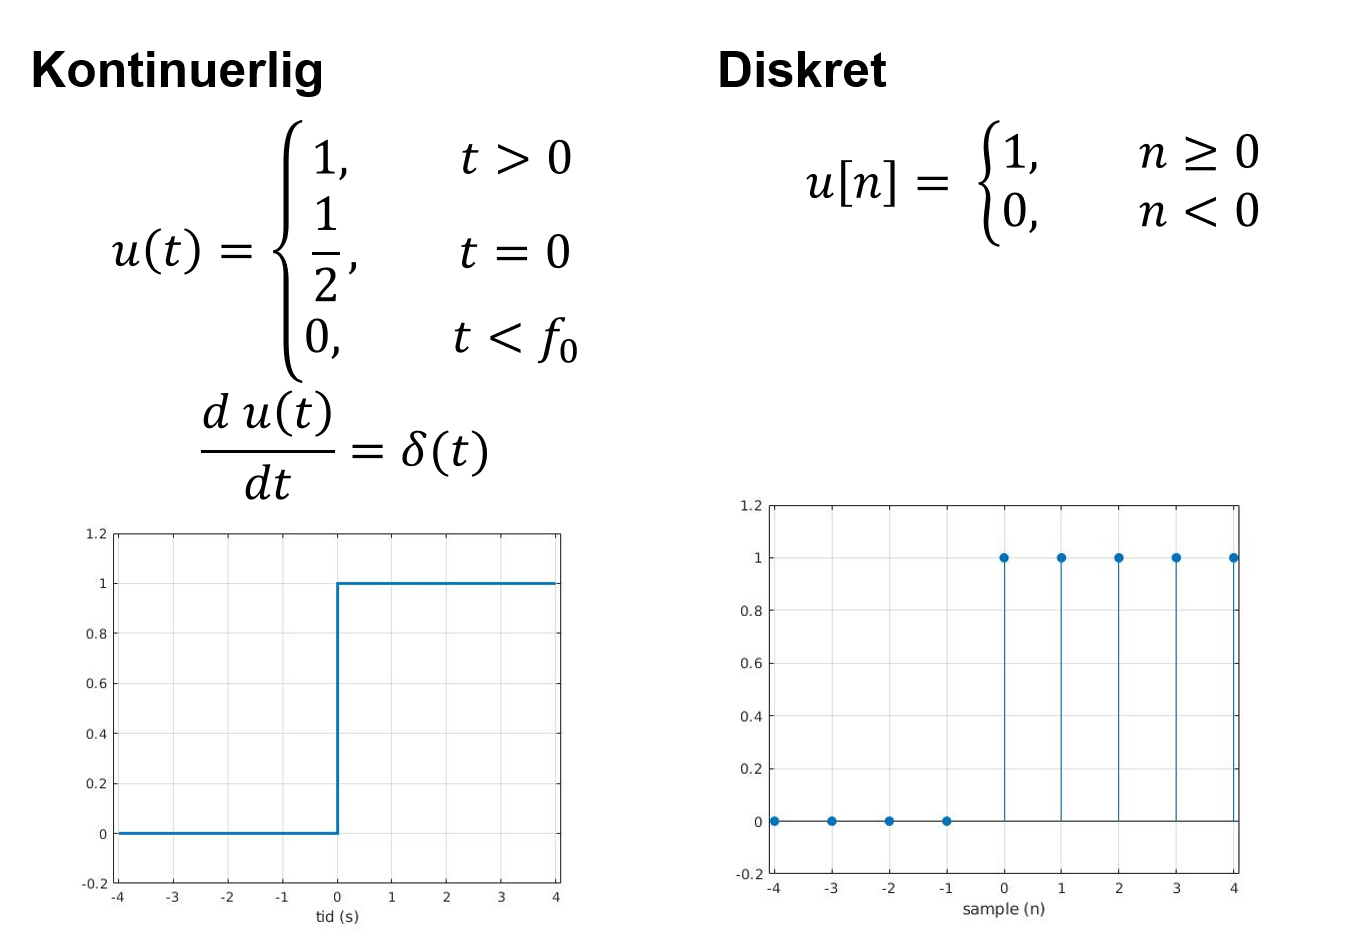 Kontinuerlig
u(t) = { 1, t > 0
1/2, t = 0
0, t < f₀
d u(t)/dt = δ(t)
1.2
1
0.8
0.6
0.4
0.2
0
-0.2
-4 -3 -2 -1 0 1 2 3 4
tid (s)
Diskret
u[n] = { 1, n ≥ 0
0, n < 0
1.2
1
0.8
0.6
0.4
0.2
0
-0.2
-4 -3 -2 -1 0 1 2 3 4
sample (n)